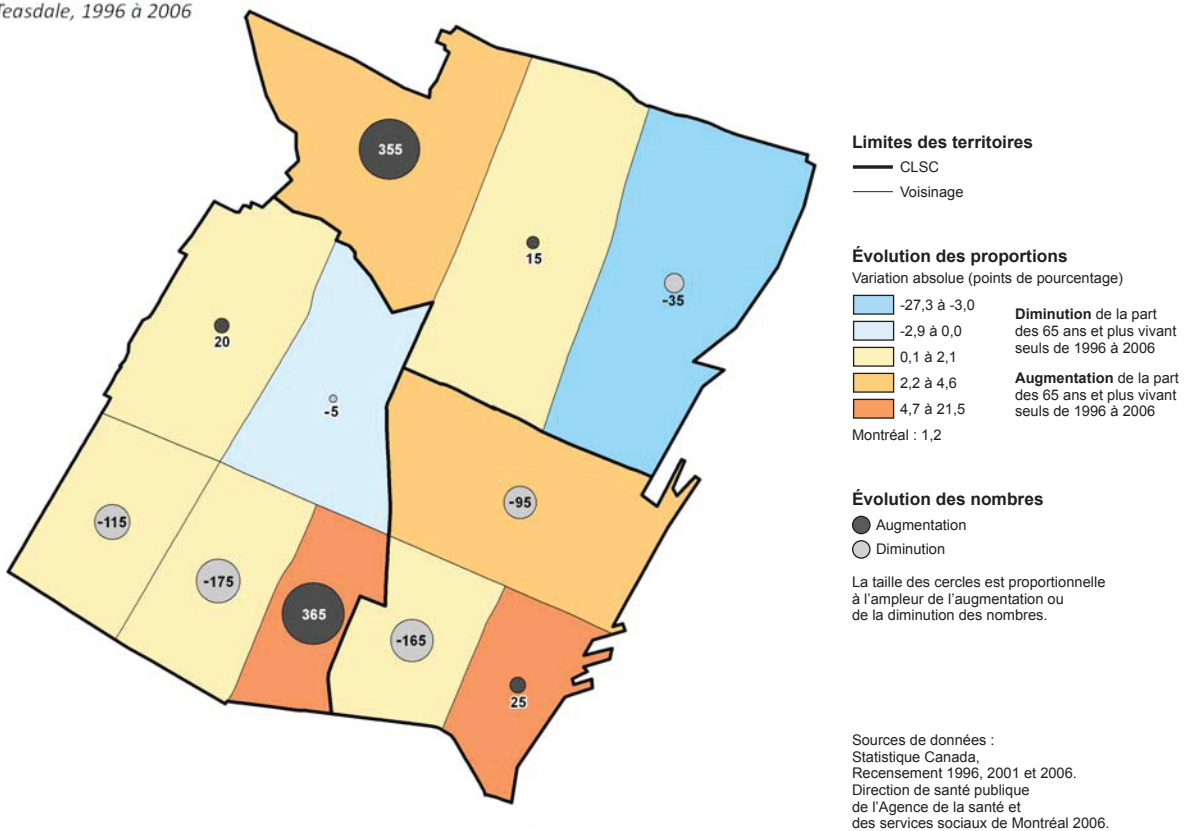 Teasdale, 1996 à 2006
355
15
-35
20
-5
-95
-115
-175
365
-165
25
Limites des territoires
CLSC
Voisinage
Évolution des proportions
Variation absolue (points de pourcentage)
-27,3 à -3,0
-2,9 à 0,0
0,1 à 2,1
2,2 à 4,6
4,7 à 21,5
Diminution de la part
des 65 ans et plus vivant
seuls de 1996 à 2006
Augmentation de la part
des 65 ans et plus vivant
seuls de 1996 à 2006
Montréal : 1,2
Évolution des nombres
Augmentation
Diminution
La taille des cercles est proportionnelle
à l'ampleur de l'augmentation ou
de la diminution des nombres.
Sources de données :
Statistique Canada,
Recensement 1996, 2001 et 2006.
Direction de santé publique
de l'Agence de la santé et
des services sociaux de Montréal 2006.